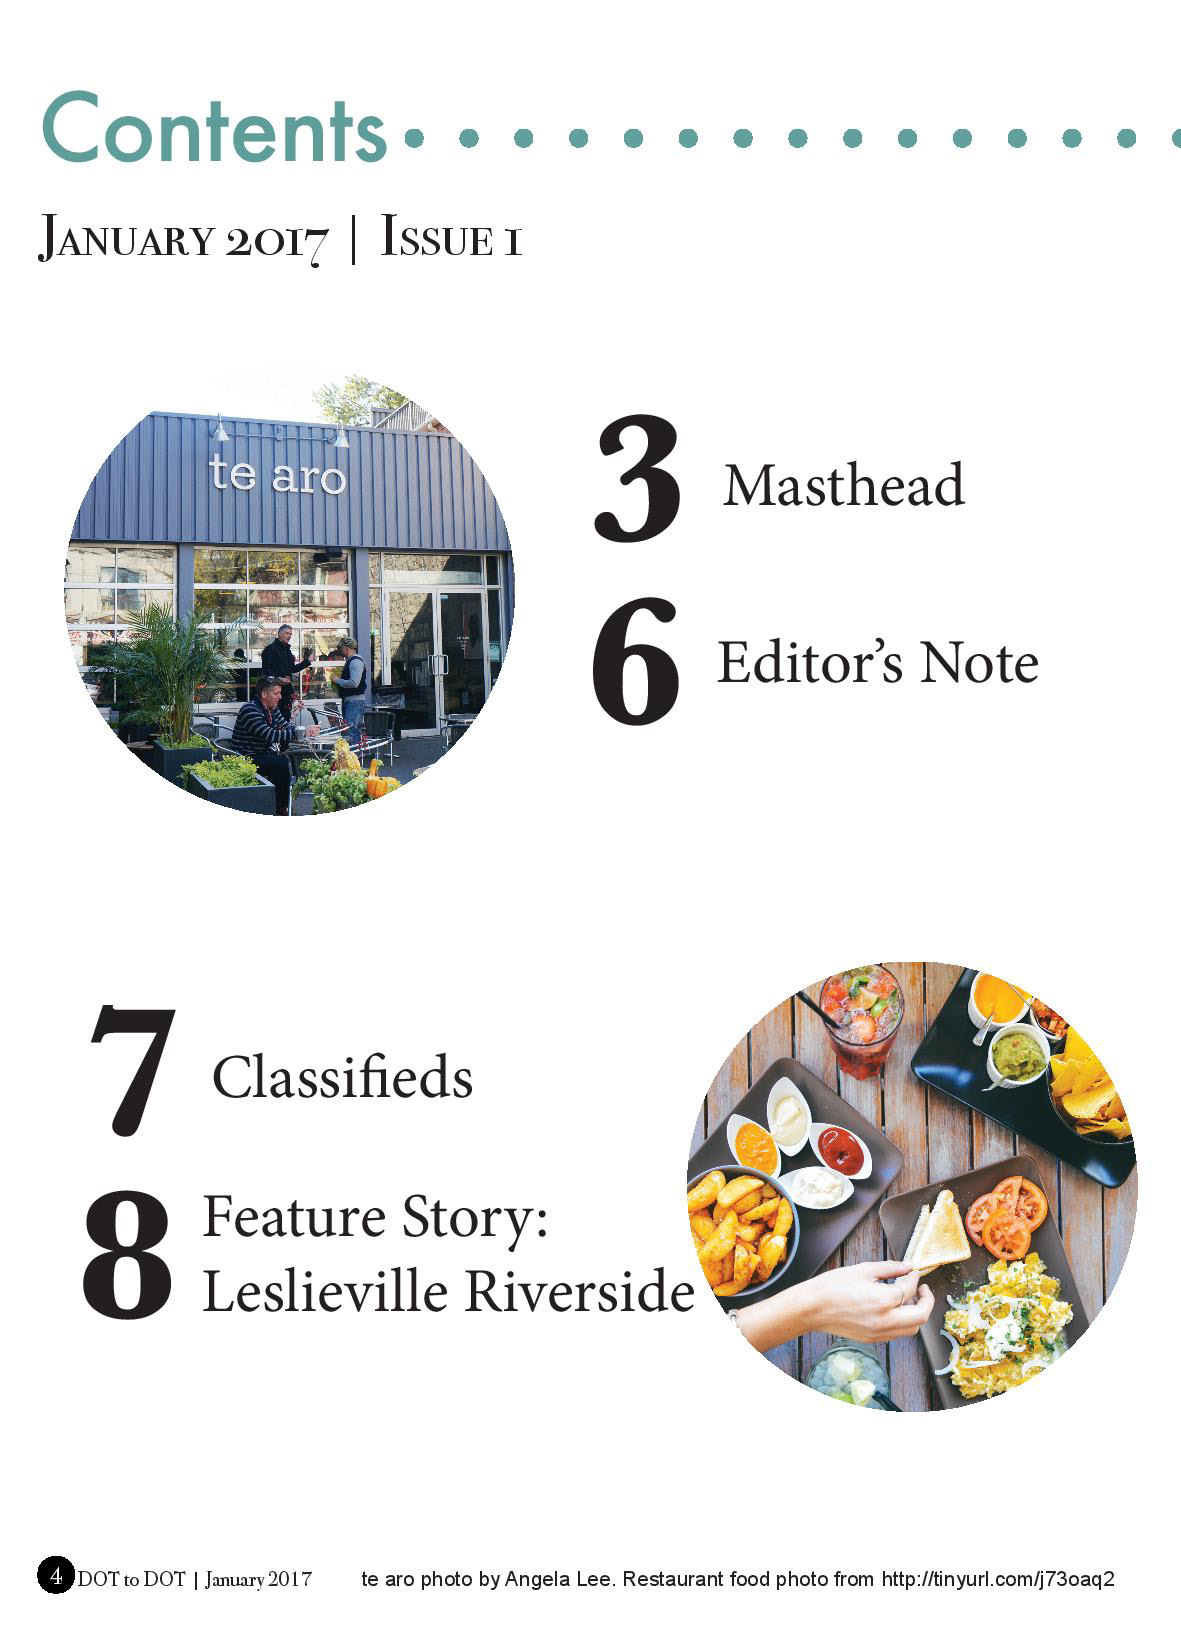 Contents
January 2017 | Issue 1
te aro
3 Masthead
6 Editor's Note
7 Classifieds
8 Feature Story:
Leslieville Riverside
4 DOT to DOT | January 2017 te aro photo by Angela Lee. Restaurant food photo from http://tinyurl.com/j73oaq2